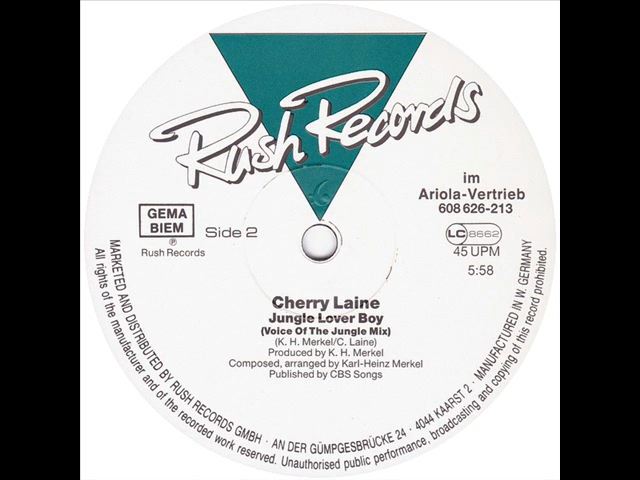 Rush Records
im
Ariola-Vertrieb
608 626-213
GEMA
BIEM
Side 2
LC 8662
℗
Rush Records
45 UPM
5:58
Cherry Laine
Jungle Lover Boy
(Voice Of The Jungle Mix)
(K. H. Merkel/C. Laine)
Produced by K. H. Merkel
Composed, arranged by Karl-Heinz Merkel
Published by CBS Songs
MARKETED AND DISTRIBUTED BY RUSH RECORDS GMBH · AN DER GÜMPGESBRÜCKE 24 · 4044 KAARST 2 · MANUFACTURED IN W. GERMANY
All rights of the manufacturer and of the recorded work reserved. Unauthorised public performance, broadcasting and copying of this record prohibited.